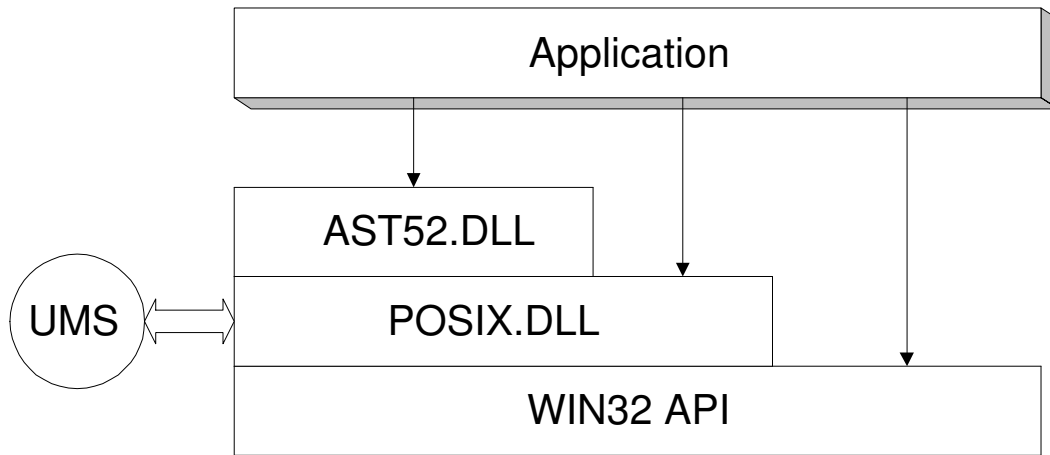 Application
AST52.DLL
UMS
POSIX.DLL
WIN32 API